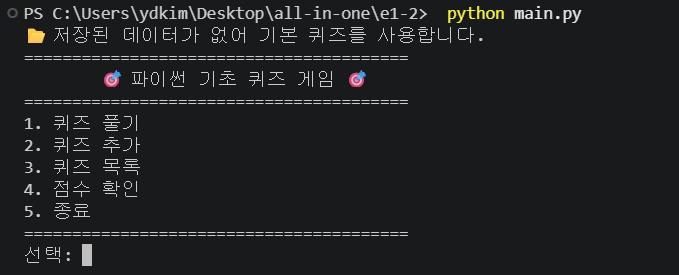 PS C:\Users\ydkim\Desktop\all-in-one\e1-2> python main.py
📂 저장된 데이터가 없어 기본 퀴즈를 사용합니다.
========================================
🎯 파이썬 기초 퀴즈 게임 🎯
========================================
1. 퀴즈 풀기
2. 퀴즈 추가
3. 퀴즈 목록
4. 점수 확인
5. 종료
========================================
선택: